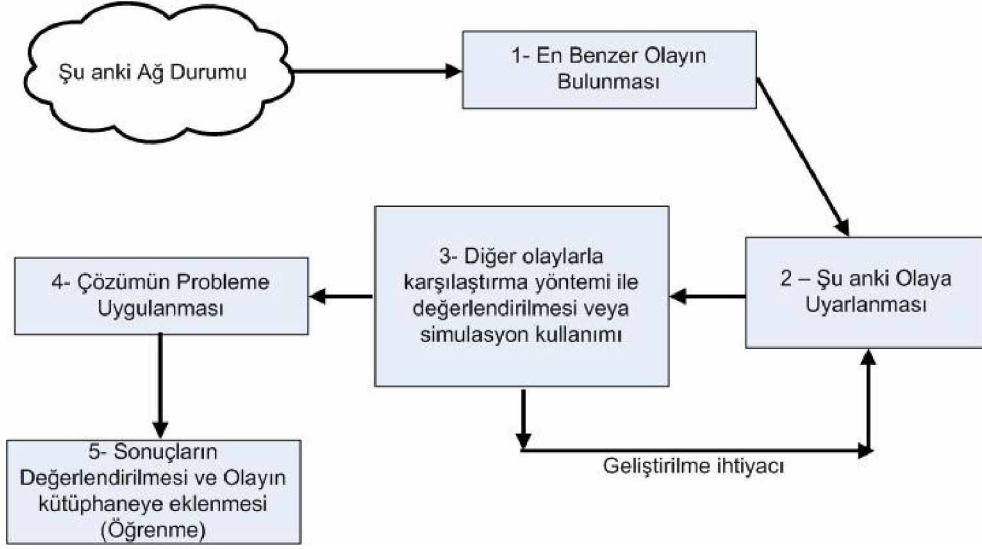 Şu anki Ağ Durumu
1- En Benzer Olayın
Bulunması
2 – Şu anki Olaya
Uyarlanması
3- Diğer olaylarla
karşılaştırma yöntemi ile
değerlendirilmesi veya
simulasyon kullanımı
4- Çözümün Probleme
Uygulanması
Geliştirilme ihtiyacı
5- Sonuçların
Değerlendirilmesi ve Olayın
kütüphaneye eklenmesi
(Öğrenme)